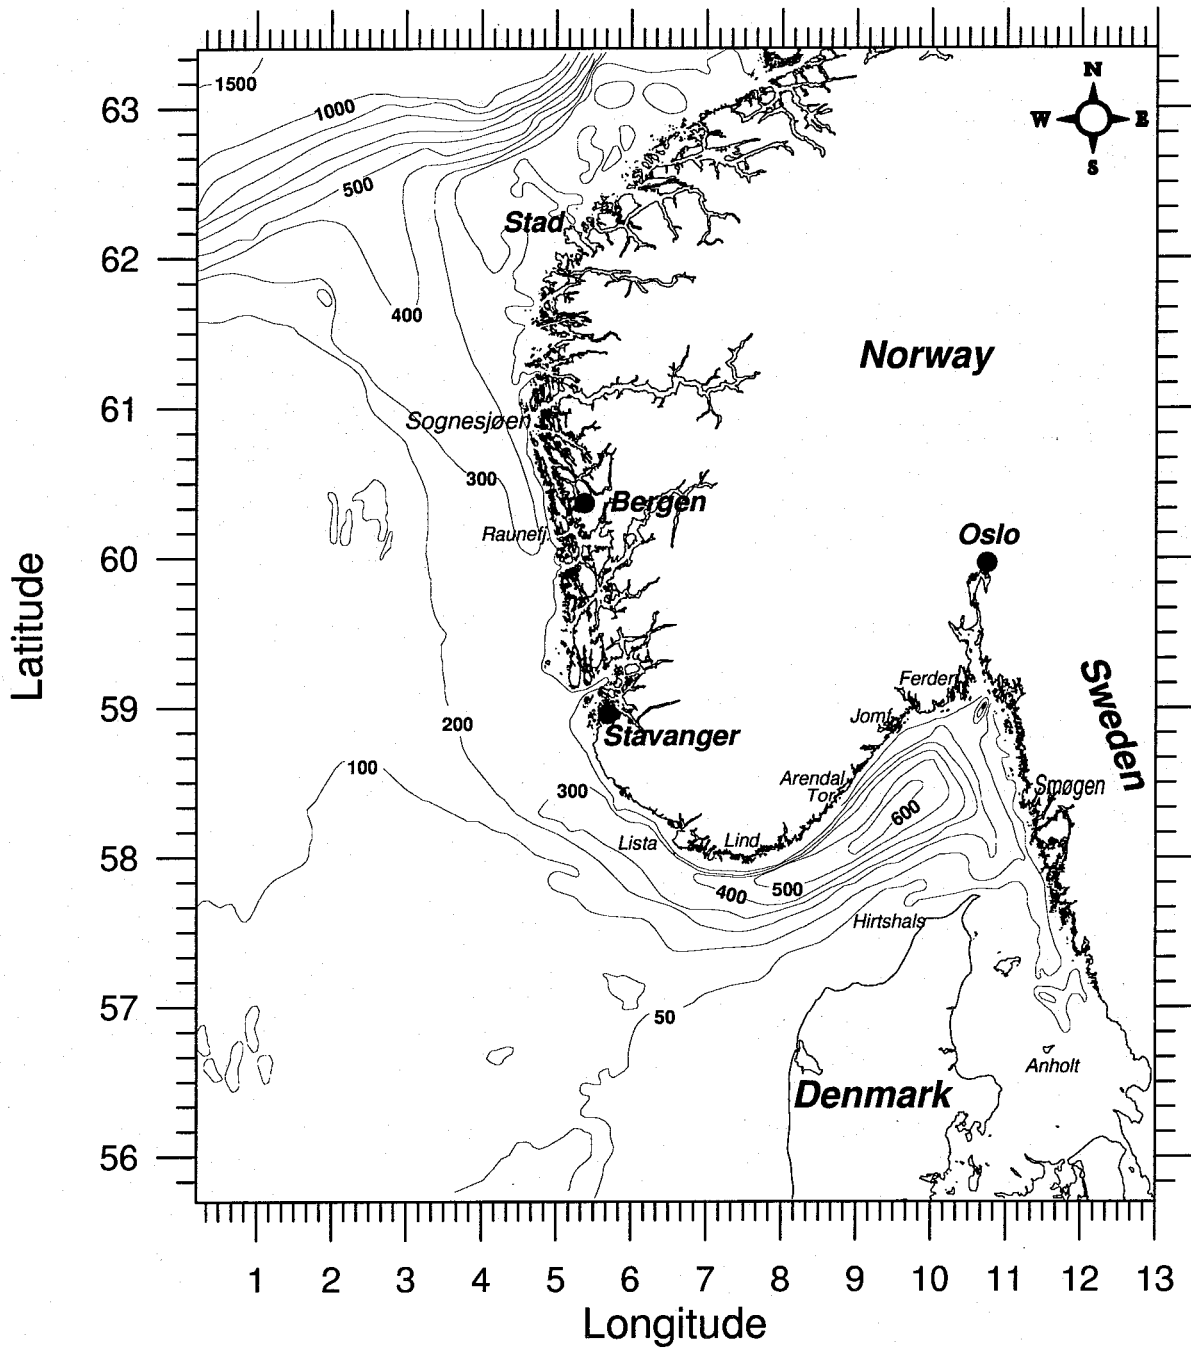 N
W E
S
1500
1000
500
400
300
200
100
300
400
500
600
50
Stad
Norway
Sognesjøen
Bergen
Raunefj.
Oslo
Ferder
Jomf.
Stavanger
Sweden
Arendal
Tor
Smøgen
Lista
Lind
Hirtshals
Anholt
Denmark
63
62
61
60
59
58
57
56
Latitude
1 2 3 4 5 6 7 8 9 10 11 12 13
Longitude